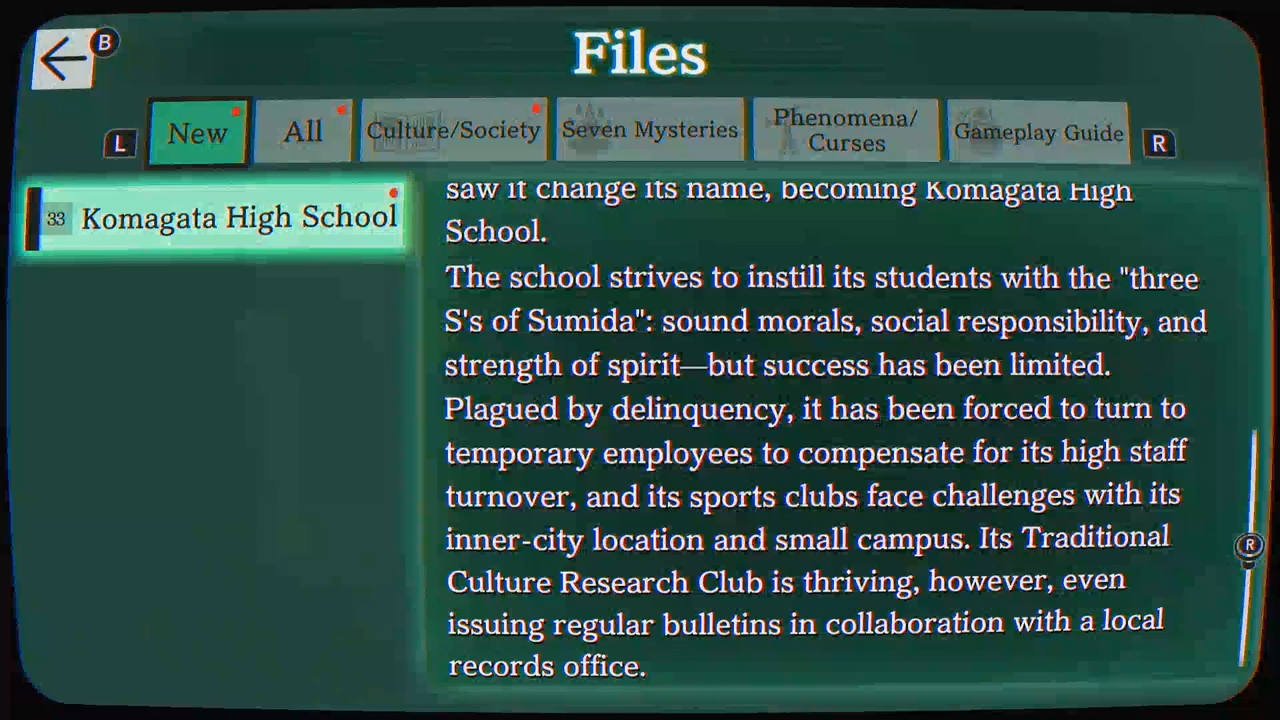 B
Files
L
New
All
Culture/Society
Seven Mysteries
Phenomena/
Curses
Gameplay Guide
R
33 Komagata High School
saw it change its name, becoming Komagata High
School.
The school strives to instill its students with the "three
S's of Sumida": sound morals, social responsibility, and
strength of spirit—but success has been limited.
Plagued by delinquency, it has been forced to turn to
temporary employees to compensate for its high staff
turnover, and its sports clubs face challenges with its
inner-city location and small campus. Its Traditional
Culture Research Club is thriving, however, even
issuing regular bulletins in collaboration with a local
records office.
R